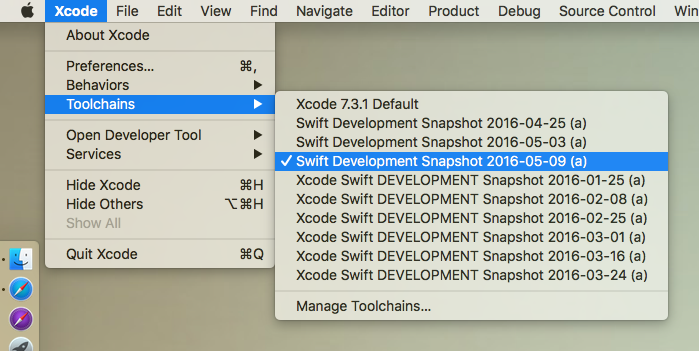 Xcode File Edit View Find Navigate Editor Product Debug Source Control Win
About Xcode
Preferences... ⌘,
Behaviors
Toolchains
Open Developer Tool
Services
Hide Xcode ⌘H
Hide Others ⌥⌘H
Show All
Quit Xcode ⌘Q
Xcode 7.3.1 Default
Swift Development Snapshot 2016-04-25 (a)
Swift Development Snapshot 2016-05-03 (a)
✓ Swift Development Snapshot 2016-05-09 (a)
Xcode Swift DEVELOPMENT Snapshot 2016-01-25 (a)
Xcode Swift DEVELOPMENT Snapshot 2016-02-08 (a)
Xcode Swift DEVELOPMENT Snapshot 2016-02-25 (a)
Xcode Swift DEVELOPMENT Snapshot 2016-03-01 (a)
Xcode Swift DEVELOPMENT Snapshot 2016-03-16 (a)
Xcode Swift DEVELOPMENT Snapshot 2016-03-24 (a)
Manage Toolchains...